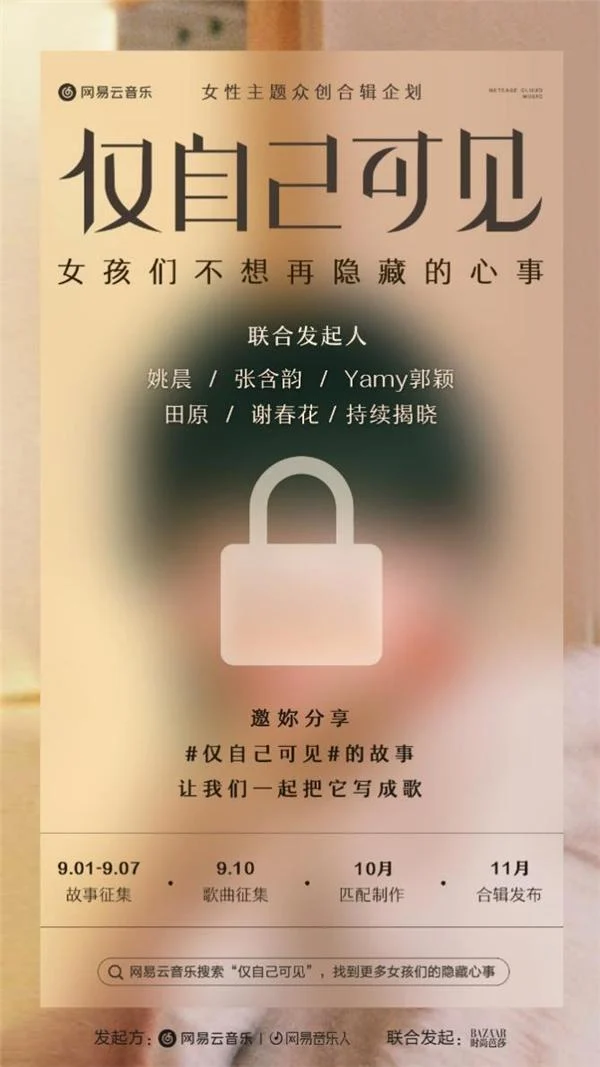 网易云音乐 女性主题众创合辑企划 NETEASE CLOUD MUSIC
仅自己可见
女孩们不想再隐藏的心事
联合发起人
姚晨 / 张含韵 / Yamy郭颖
田原 / 谢春花 / 持续揭晓
邀妳分享
#仅自己可见#的故事
让我们一起把它写成歌
9.01-9.07 · 9.10 · 10月 · 11月
故事征集 歌曲征集 匹配制作 合辑发布
网易云音乐搜索“仅自己可见”，找到更多女孩们的隐藏心事
发起方：网易云音乐 | 网易音乐人 联合发起：BAZAAR 时尚芭莎